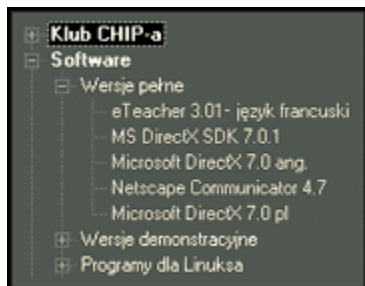 Klub CHIP-a
Software
Wersje pełne
eTeacher 3.01- język francuski
MS DirectX SDK 7.0.1
Microsoft DirectX 7.0 ang.
Netscape Communicator 4.7
Microsoft DirectX 7.0 pl
Wersje demonstracyjne
Programy dla Linuksa